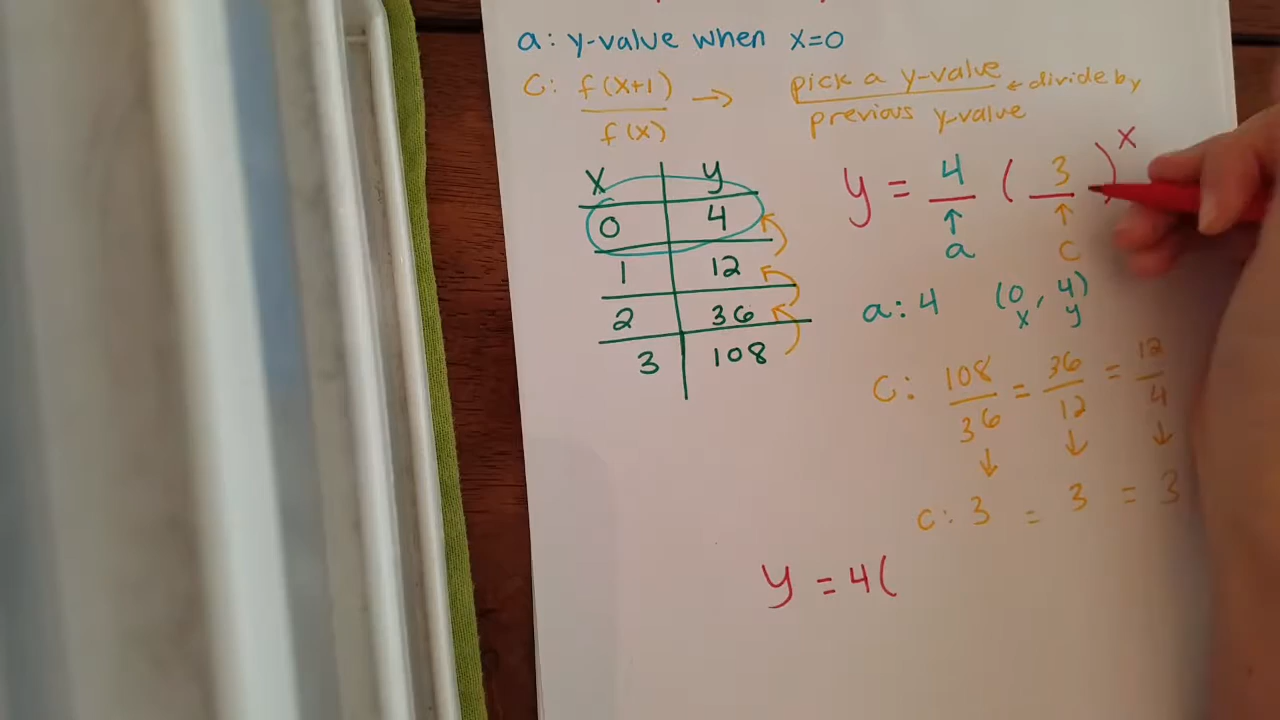 a: y-value when x=0
C: f(x+1) / f(x) → pick a y-value / previous y-value ← divide by
x y
0 4
1 12
2 36
3 108
y = 4 ( 3 )^x
↑ ↑
a c
a: 4 (0, 4)
x y
C: 108/36 = 36/12 = 12/4
↓ ↓ ↓
c: 3 = 3 = 3
y = 4(